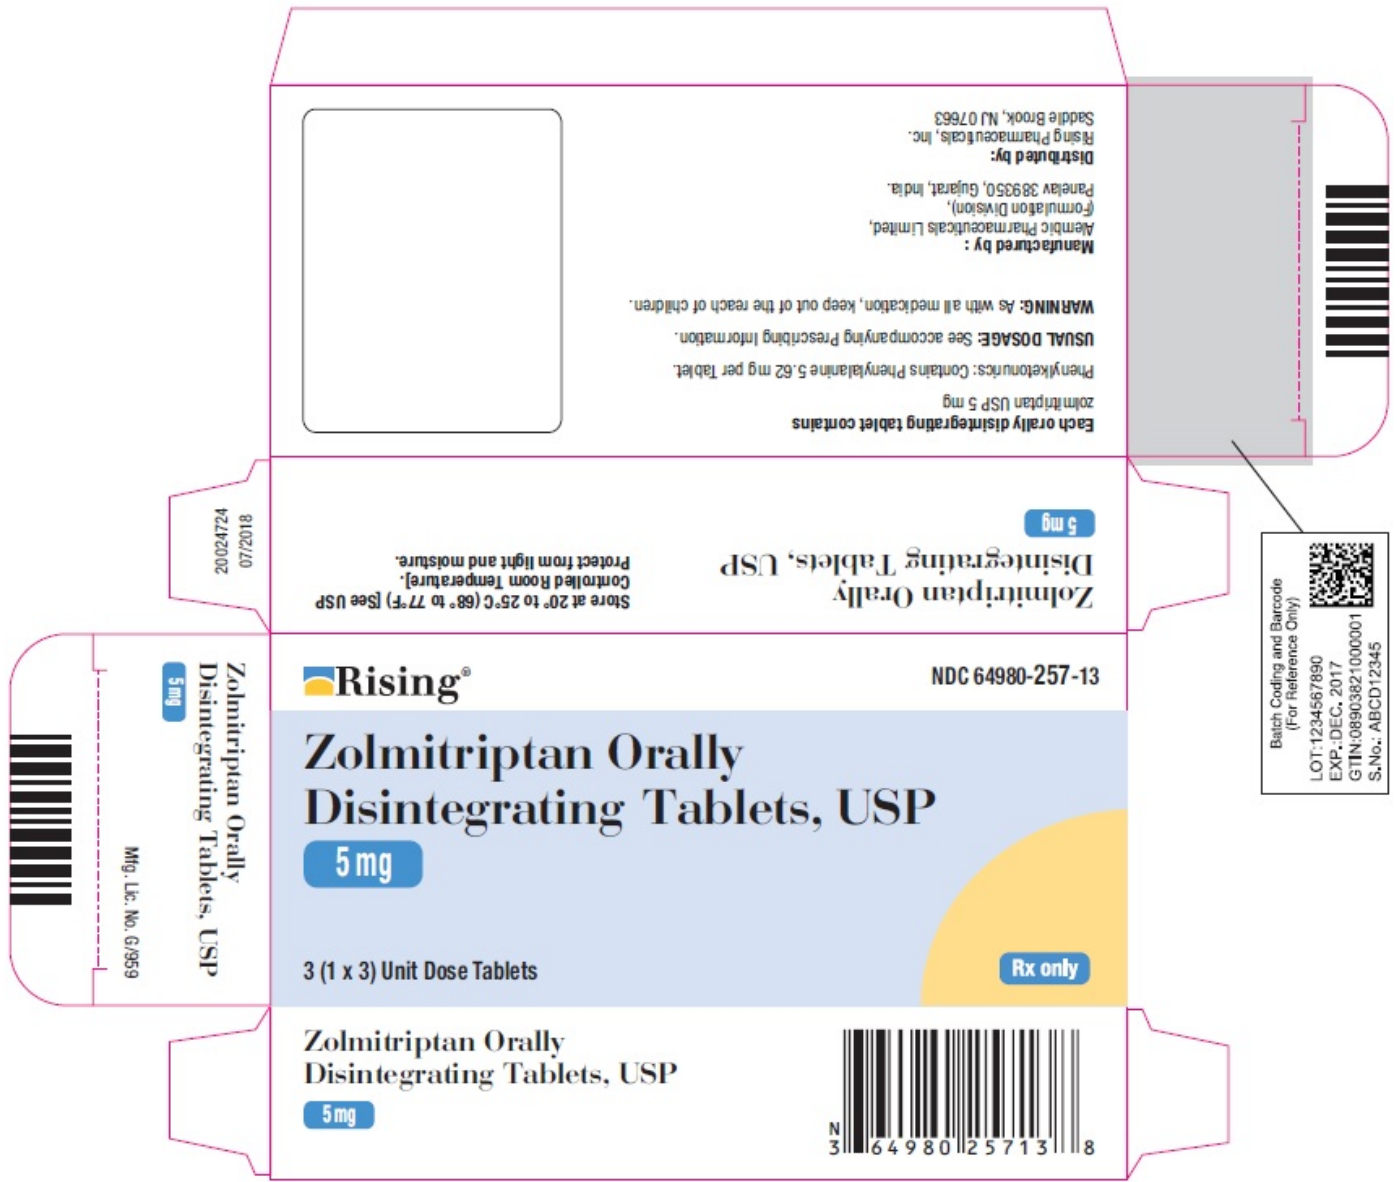 Each orally disintegrating tablet contains
zolmitriptan USP 5 mg
Phenylketonurics: Contains Phenylalanine 5.62 mg per Tablet.
USUAL DOSAGE: See accompanying Prescribing Information.
WARNING: As with all medication, keep out of the reach of children.
Manufactured by :
Alembic Pharmaceuticals Limited,
(Formulation Division),
Panelav 389350, Gujarat, India.
Distributed by:
Rising Pharmaceuticals, Inc.
Saddle Brook, NJ 07663
20024724
07/2018
Zolmitriptan Orally
Disintegrating Tablets, USP
5 mg
Store at 20° to 25°C (68° to 77°F) [See USP
Controlled Room Temperature].
Protect from light and moisture.
Batch Coding and Barcode
(For Reference Only)
LOT:1234567890
EXP.:DEC. 2017
GTIN:08903821000001
S.No.: ABCD12345
Zolmitriptan Orally
Disintegrating Tablets, USP
5 mg
Mfg. Lic. No. G/959
Rising®
NDC 64980-257-13
Zolmitriptan Orally
Disintegrating Tablets, USP
5 mg
3 (1 x 3) Unit Dose Tablets
Rx only
Zolmitriptan Orally
Disintegrating Tablets, USP
5 mg
N
3 64980 25713 8